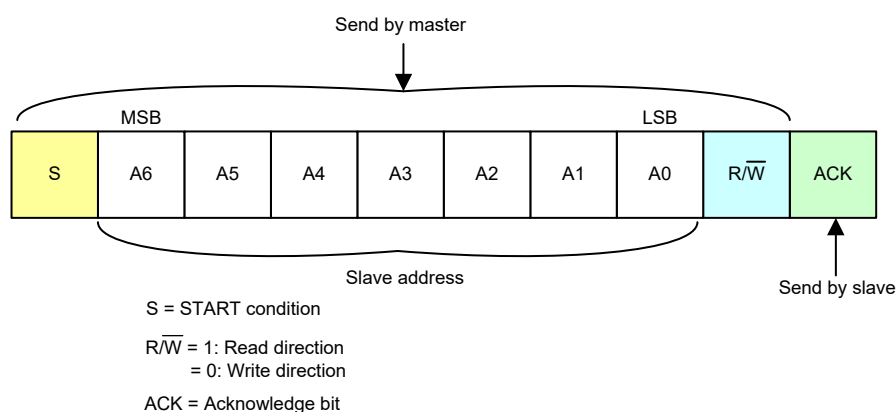 Send by master
MSB LSB
S A6 A5 A4 A3 A2 A1 A0 R/W̅ ACK
Slave address
Send by slave
S = START condition
R/W̅ = 1: Read direction
= 0: Write direction
ACK = Acknowledge bit